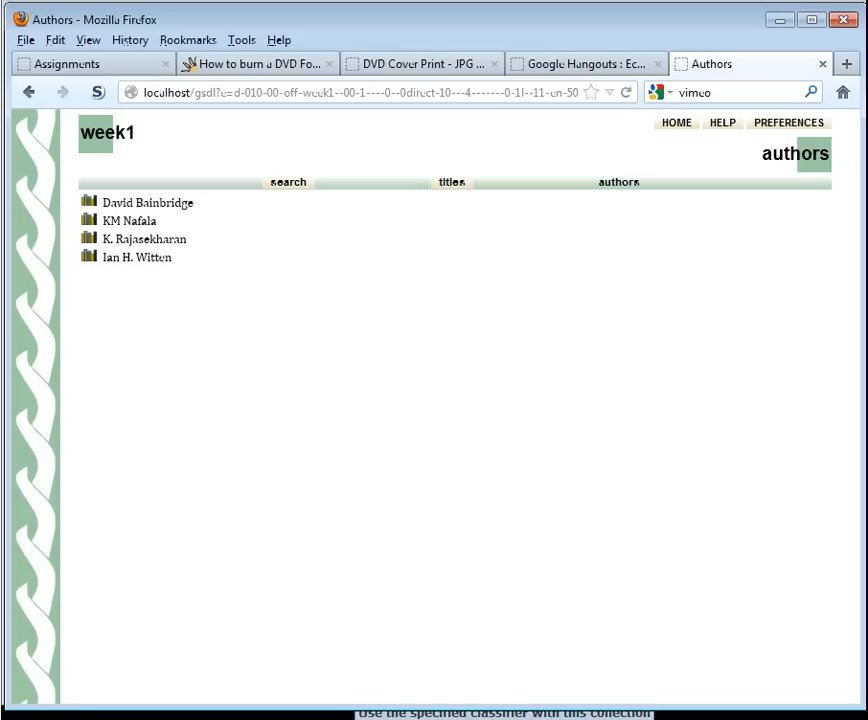 Authors - Mozilla Firefox
File Edit View History Bookmarks Tools Help
Assignments How to burn a DVD Fo... DVD Cover Print - JPG ... Google Hangouts : Ec... Authors
localhost/gsdl?e=d-010-00-off-week1--00-1----0--0direct-10---4-------0-1l--11-en-50 vimeo
week1
HOME HELP PREFERENCES
authors
search titles authors
David Bainbridge
KM Nafala
K. Rajasekharan
Ian H. Witten
Use the specified classifier with this collection